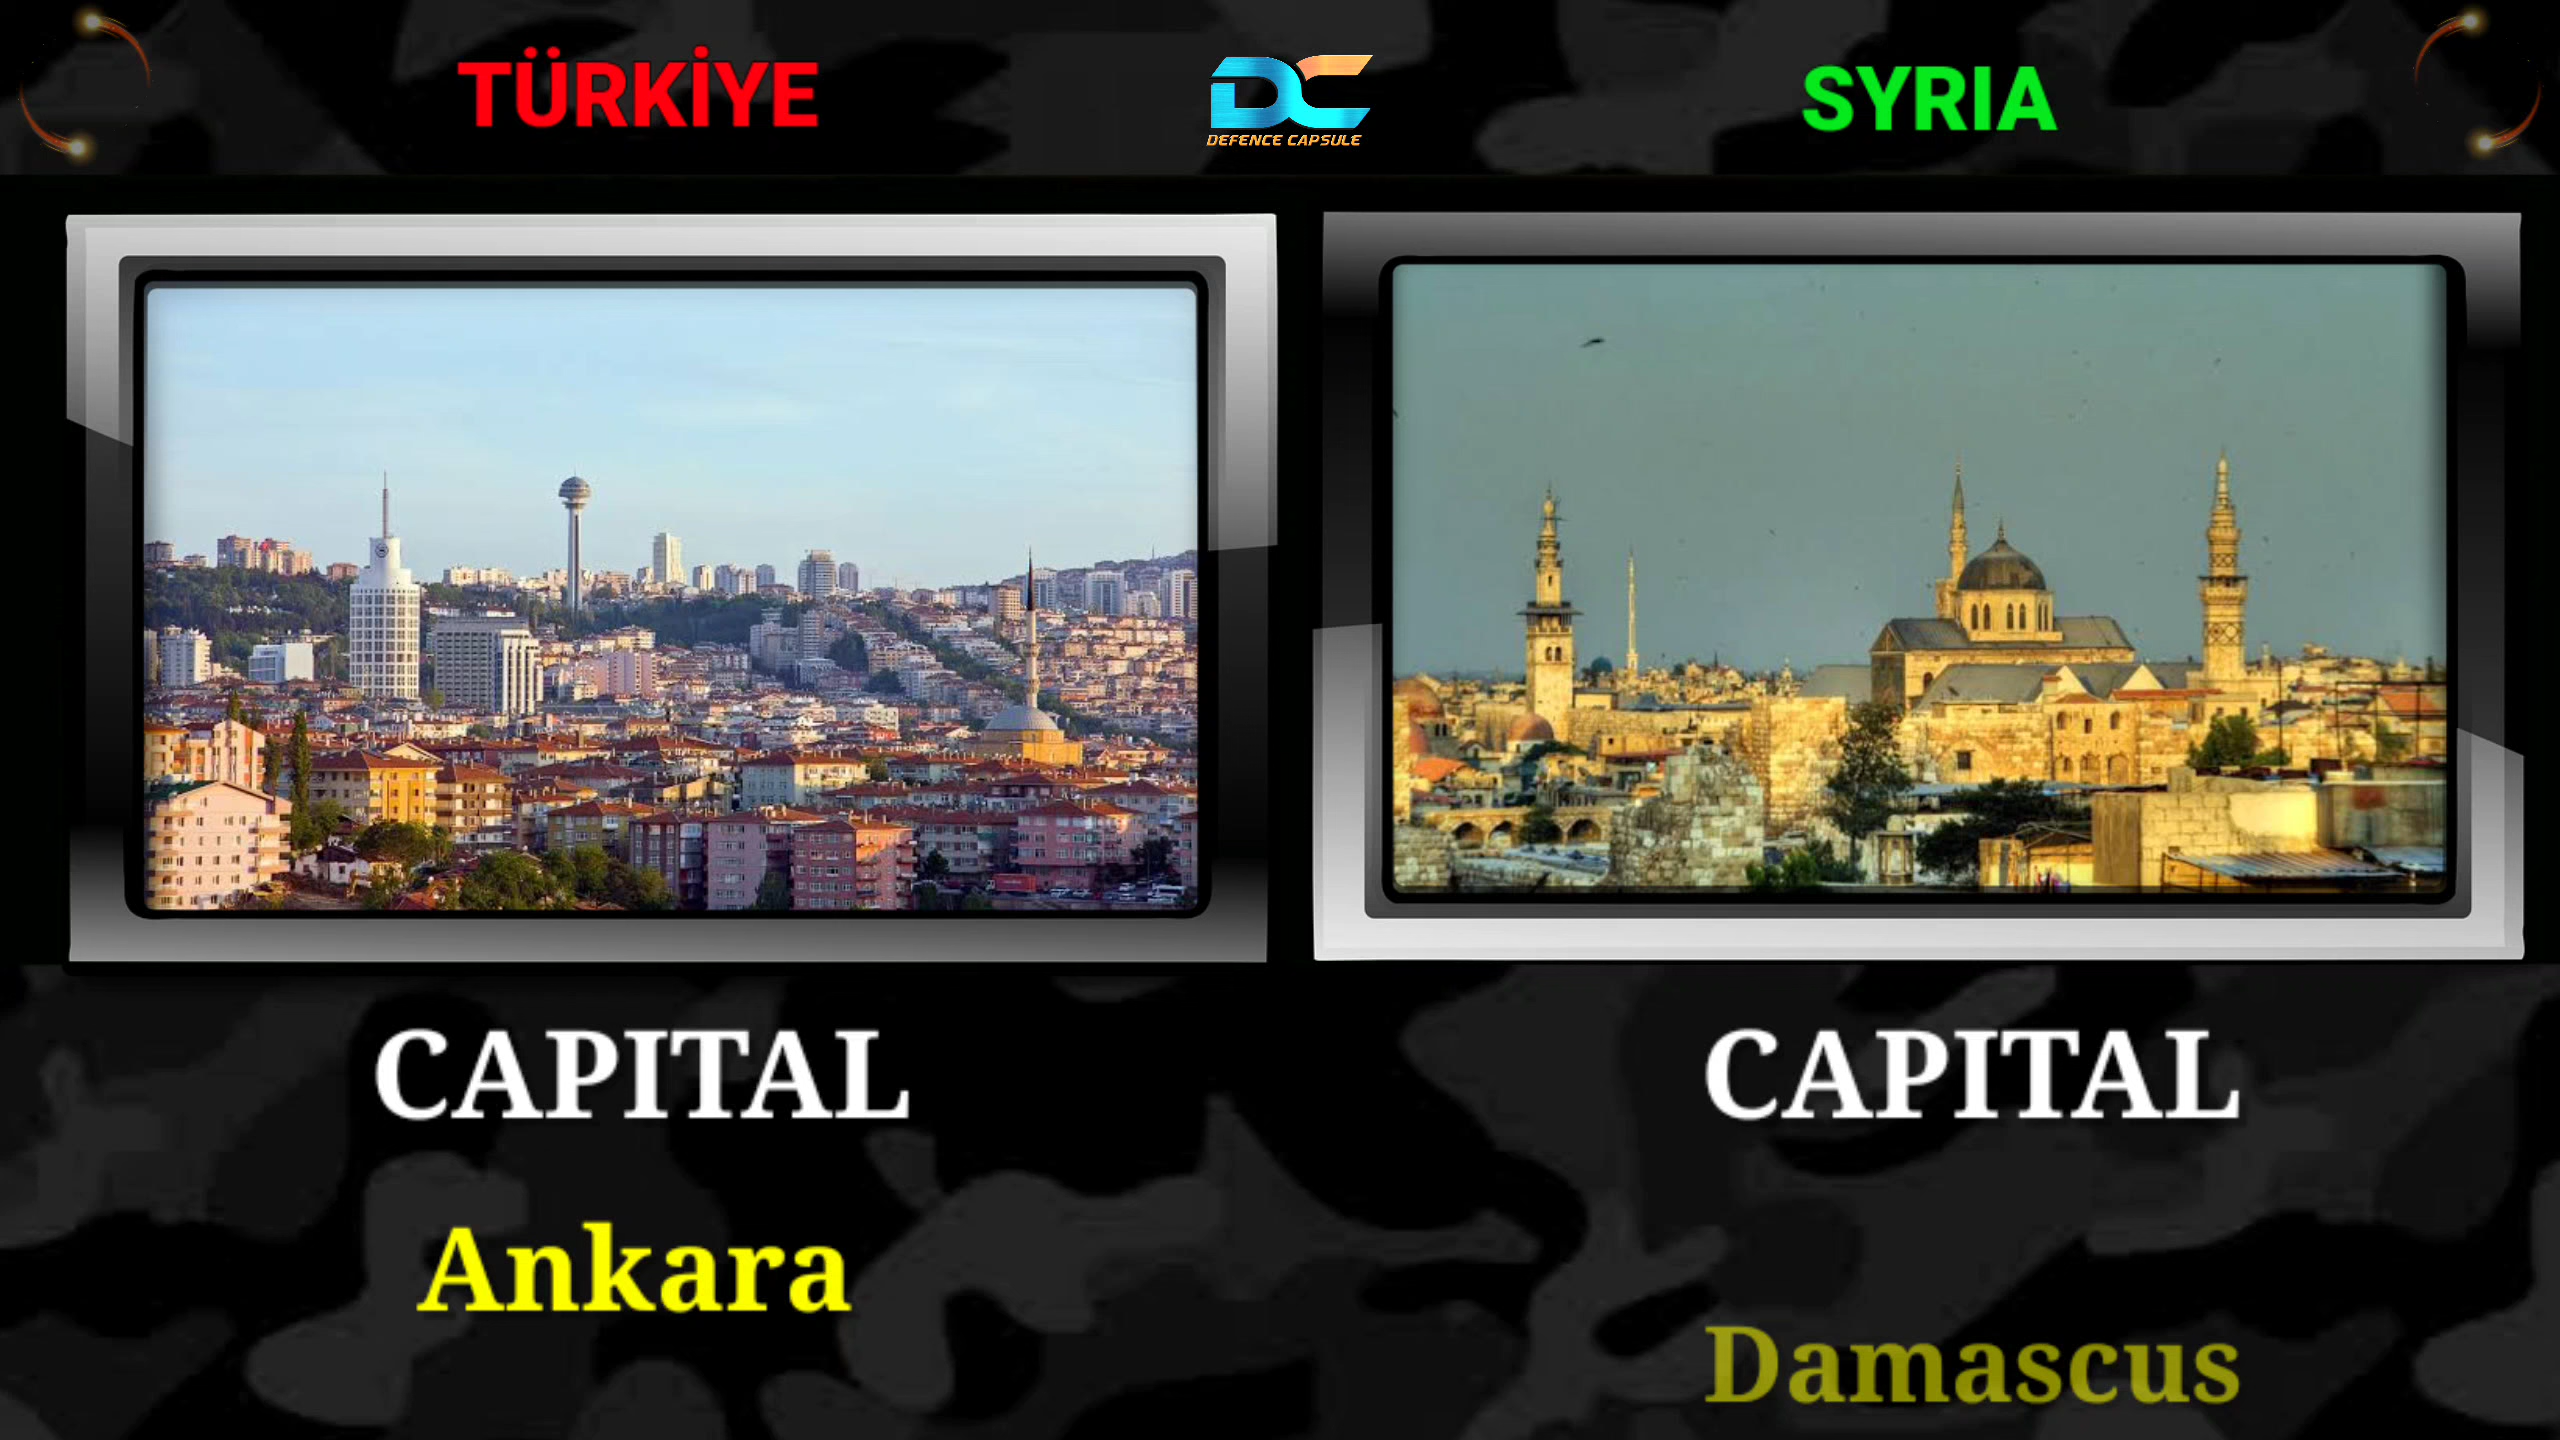 TÜRKİYE
DC
DEFENCE CAPSULE
SYRIA
CAPITAL
Ankara
CAPITAL
Damascus